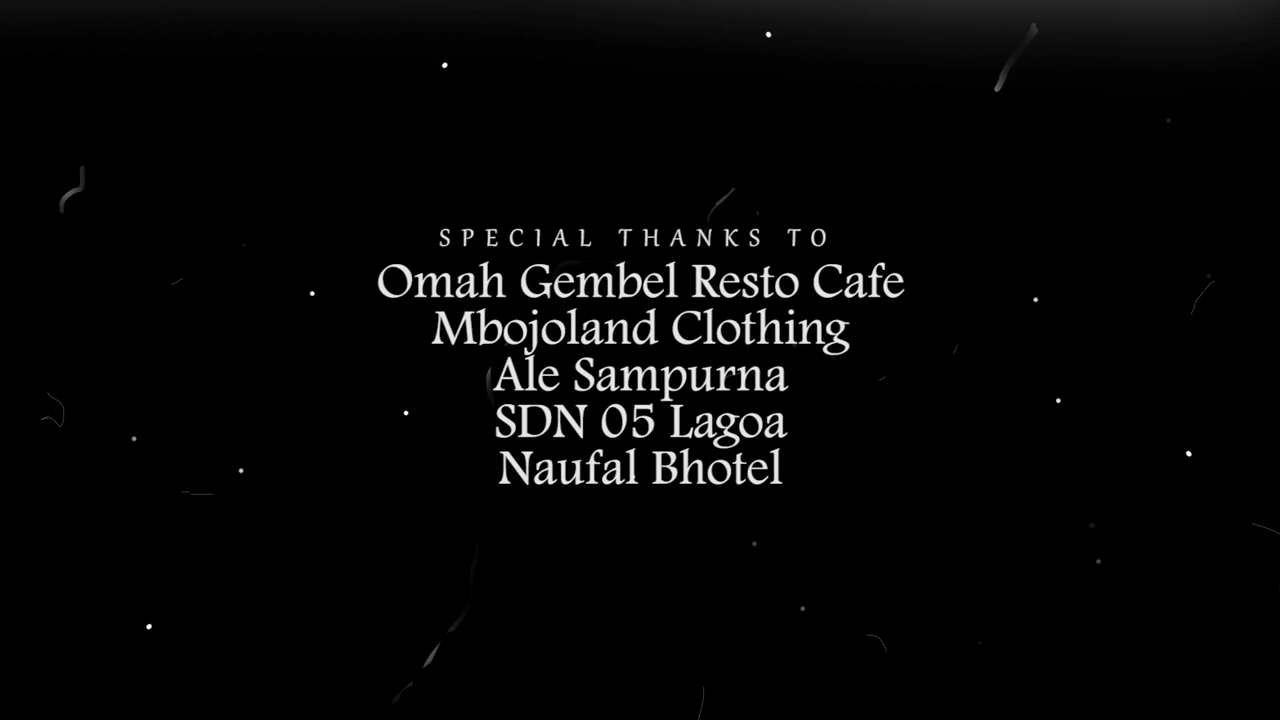 SPECIAL THANKS TO
Omah Gembel Resto Cafe
Mbojoland Clothing
Ale Sampurna
SDN 05 Lagoa
Naufal Bhotel